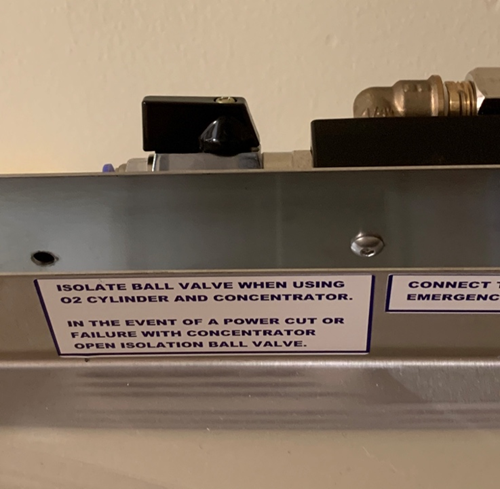 ISOLATE BALL VALVE WHEN USING
O2 CYLINDER AND CONCENTRATOR.
IN THE EVENT OF A POWER CUT OR
FAILURE WITH CONCENTRATOR
OPEN ISOLATION BALL VALVE.
CONNECT
EMERGENC